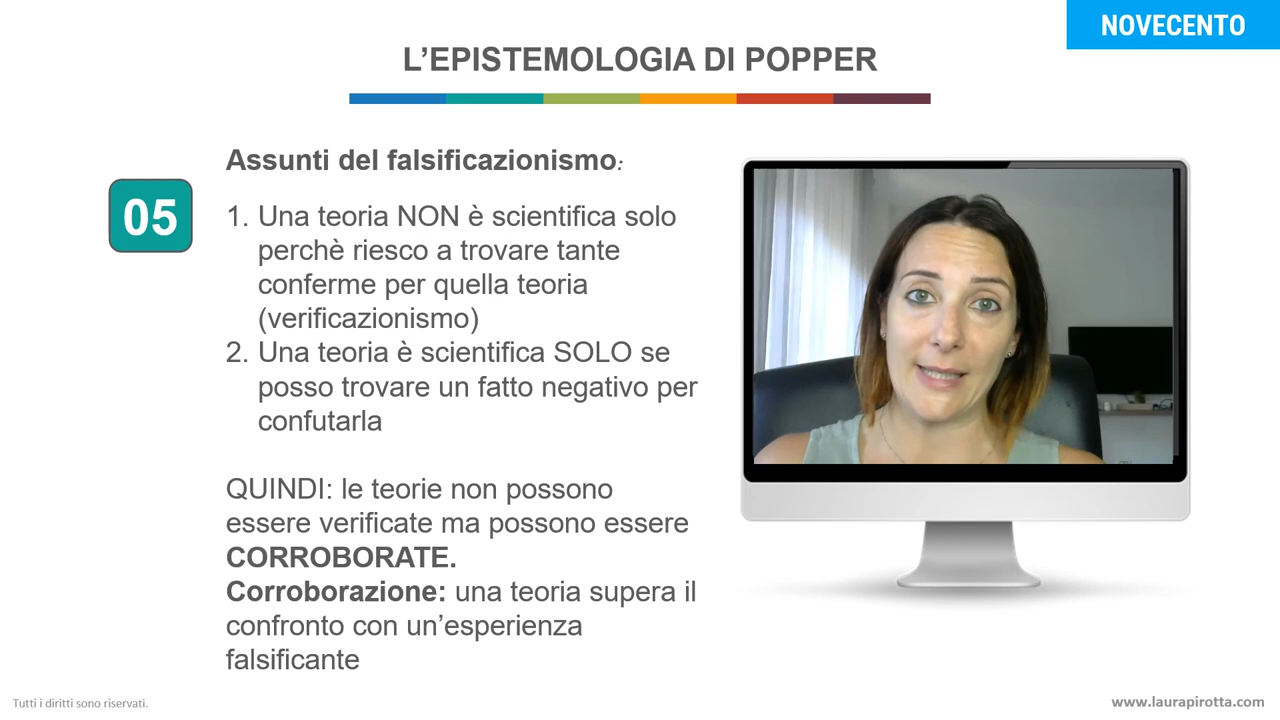 NOVECENTO
L’EPISTEMOLOGIA DI POPPER
Assunti del falsificazionismo:
05
1. Una teoria NON è scientifica solo
perchè riesco a trovare tante
conferme per quella teoria
(verificazionismo)
2. Una teoria è scientifica SOLO se
posso trovare un fatto negativo per
confutarla
QUINDI: le teorie non possono
essere verificate ma possono essere
CORROBORATE.
Corroborazione: una teoria supera il
confronto con un’esperienza
falsificante
Tutti i diritti sono riservati.
www.laurapirotta.com